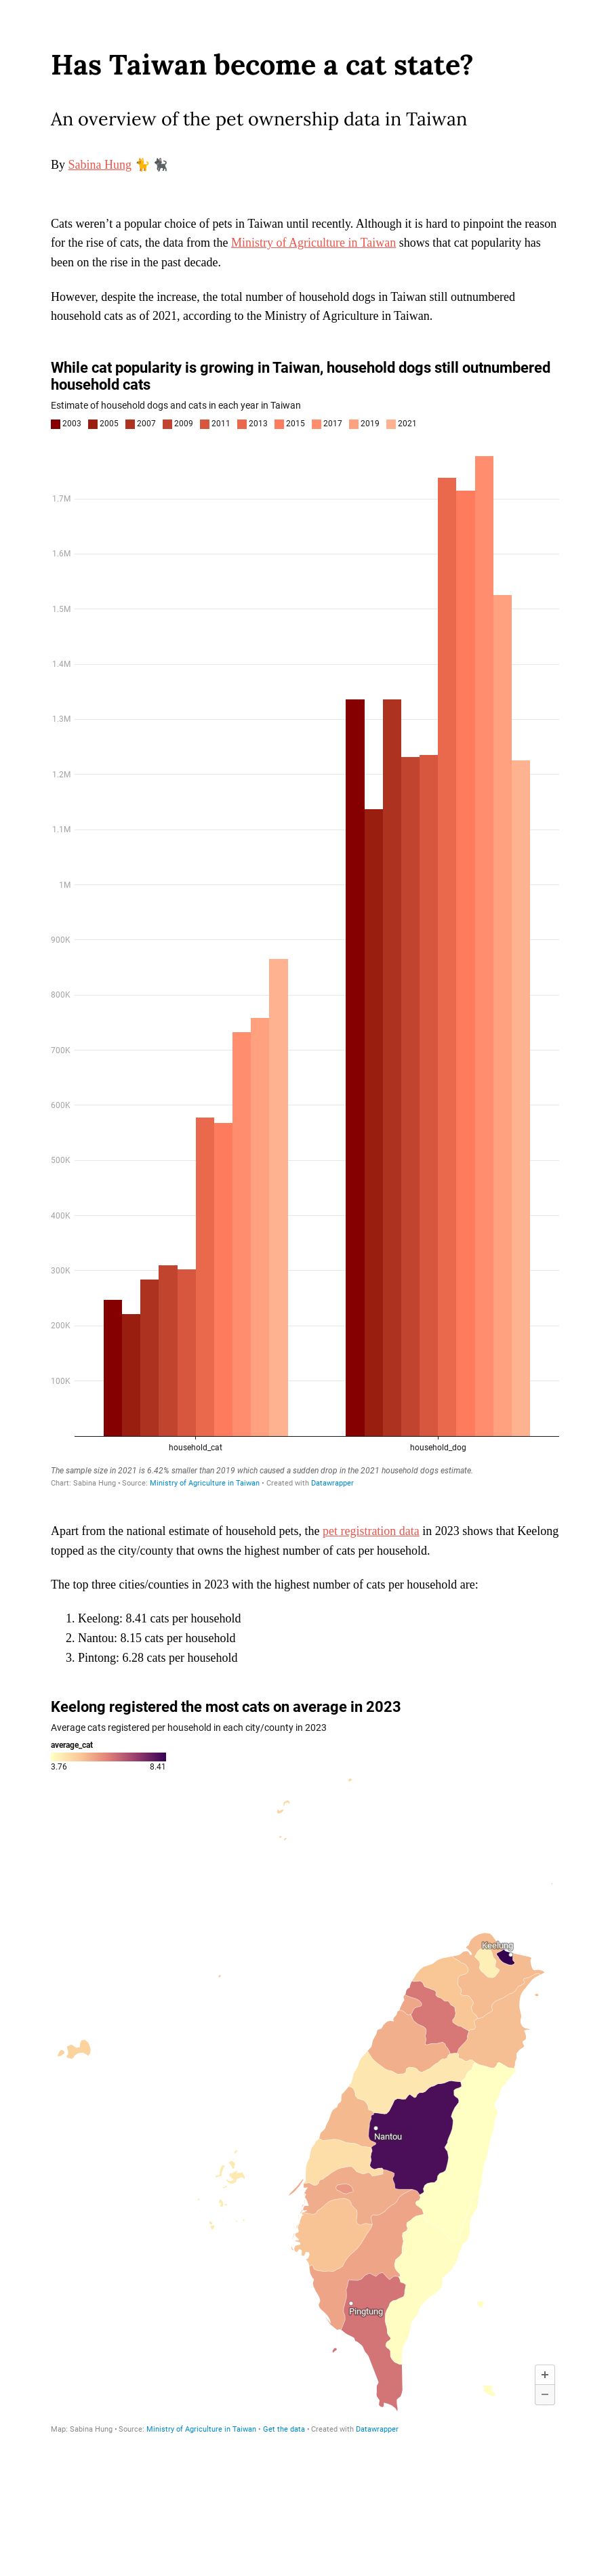 Has Taiwan become a cat state?
An overview of the pet ownership data in Taiwan
By Sabina Hung 🐈 🐈‍⬛
Cats weren’t a popular choice of pets in Taiwan until recently. Although it is hard to pinpoint the reason
for the rise of cats, the data from the Ministry of Agriculture in Taiwan shows that cat popularity has
been on the rise in the past decade.
However, despite the increase, the total number of household dogs in Taiwan still outnumbered
household cats as of 2021, according to the Ministry of Agriculture in Taiwan.
While cat popularity is growing in Taiwan, household dogs still outnumbered
household cats
Estimate of household dogs and cats in each year in Taiwan
2003 2005 2007 2009 2011 2013 2015 2017 2019 2021
1.7M
1.6M
1.5M
1.4M
1.3M
1.2M
1.1M
1M
900K
800K
700K
600K
500K
400K
300K
200K
100K
household_cat household_dog
The sample size in 2021 is 6.42% smaller than 2019 which caused a sudden drop in the 2021 household dogs estimate.
Chart: Sabina Hung • Source: Ministry of Agriculture in Taiwan • Created with Datawrapper
Apart from the national estimate of household pets, the pet registration data in 2023 shows that Keelong
topped as the city/county that owns the highest number of cats per household.
The top three cities/counties in 2023 with the highest number of cats per household are:
1. Keelong: 8.41 cats per household
2. Nantou: 8.15 cats per household
3. Pintong: 6.28 cats per household
Keelong registered the most cats on average in 2023
Average cats registered per household in each city/county in 2023
average_cat
3.76 8.41
Keelung
Nantou
Pingtung
+
−
Map: Sabina Hung • Source: Ministry of Agriculture in Taiwan • Get the data • Created with Datawrapper